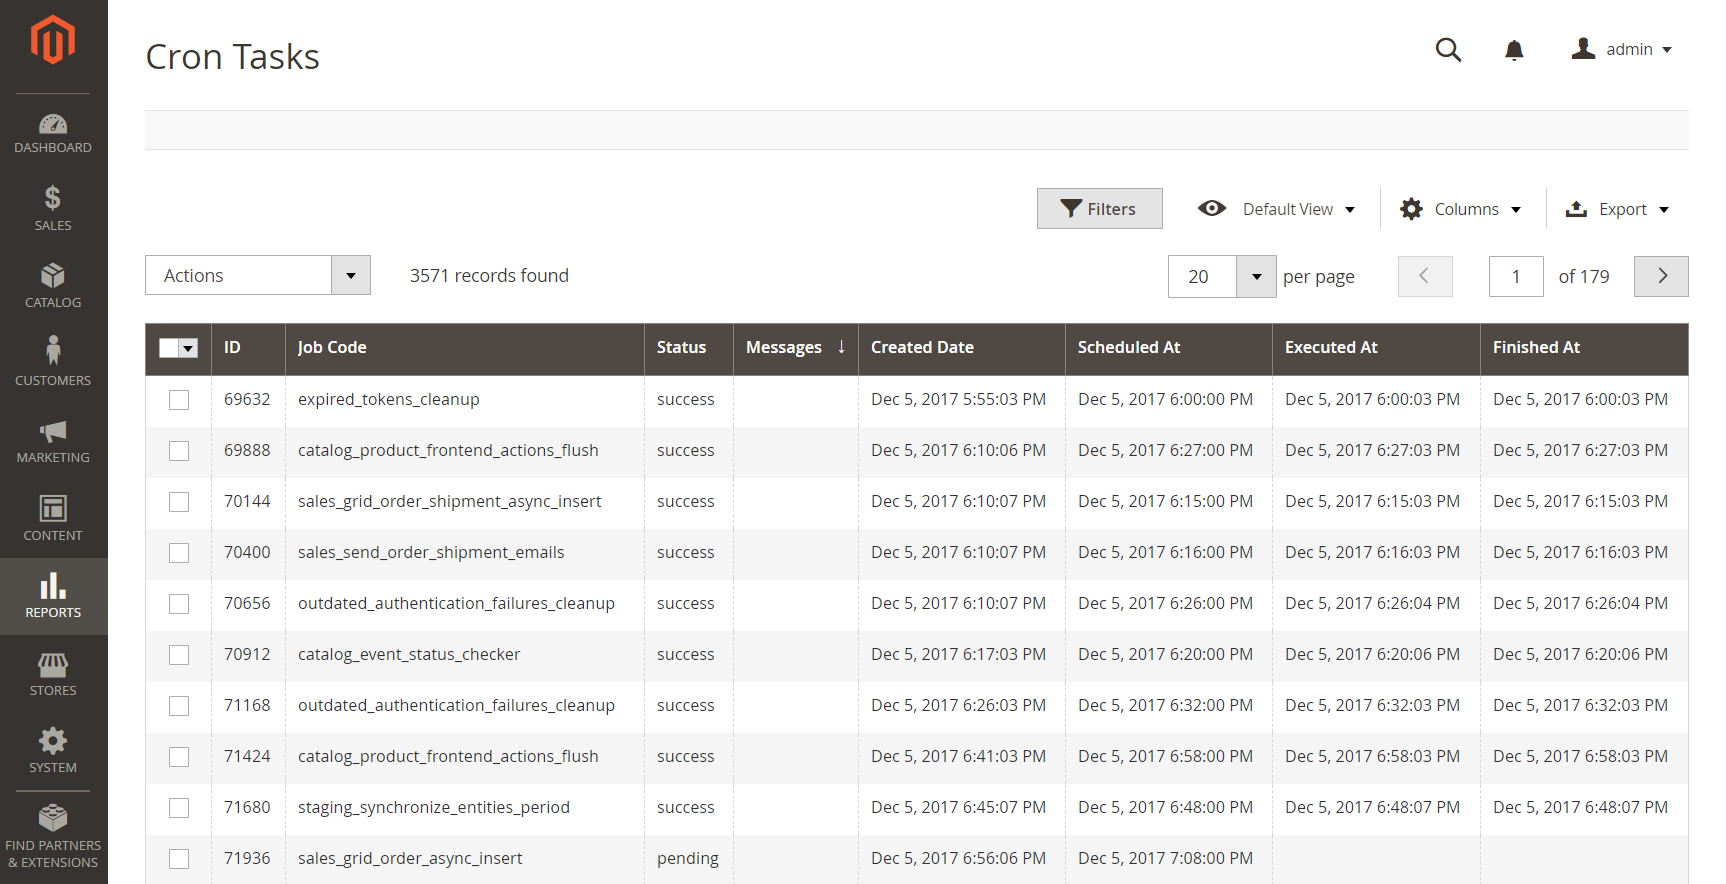 Cron Tasks
admin
DASHBOARD
SALES
CATALOG
CUSTOMERS
MARKETING
CONTENT
REPORTS
STORES
SYSTEM
FIND PARTNERS
& EXTENSIONS
Filters Default View Columns Export
Actions 3571 records found 20 per page 1 of 179
ID Job Code Status Messages ↓ Created Date Scheduled At Executed At Finished At
69632 expired_tokens_cleanup success Dec 5, 2017 5:55:03 PM Dec 5, 2017 6:00:00 PM Dec 5, 2017 6:00:03 PM Dec 5, 2017 6:00:03 PM
69888 catalog_product_frontend_actions_flush success Dec 5, 2017 6:10:06 PM Dec 5, 2017 6:27:00 PM Dec 5, 2017 6:27:03 PM Dec 5, 2017 6:27:03 PM
70144 sales_grid_order_shipment_async_insert success Dec 5, 2017 6:10:07 PM Dec 5, 2017 6:15:00 PM Dec 5, 2017 6:15:03 PM Dec 5, 2017 6:15:03 PM
70400 sales_send_order_shipment_emails success Dec 5, 2017 6:10:07 PM Dec 5, 2017 6:16:00 PM Dec 5, 2017 6:16:03 PM Dec 5, 2017 6:16:03 PM
70656 outdated_authentication_failures_cleanup success Dec 5, 2017 6:10:07 PM Dec 5, 2017 6:26:00 PM Dec 5, 2017 6:26:04 PM Dec 5, 2017 6:26:04 PM
70912 catalog_event_status_checker success Dec 5, 2017 6:17:03 PM Dec 5, 2017 6:20:00 PM Dec 5, 2017 6:20:06 PM Dec 5, 2017 6:20:06 PM
71168 outdated_authentication_failures_cleanup success Dec 5, 2017 6:26:03 PM Dec 5, 2017 6:32:00 PM Dec 5, 2017 6:32:03 PM Dec 5, 2017 6:32:03 PM
71424 catalog_product_frontend_actions_flush success Dec 5, 2017 6:41:03 PM Dec 5, 2017 6:58:00 PM Dec 5, 2017 6:58:03 PM Dec 5, 2017 6:58:03 PM
71680 staging_synchronize_entities_period success Dec 5, 2017 6:45:07 PM Dec 5, 2017 6:48:00 PM Dec 5, 2017 6:48:07 PM Dec 5, 2017 6:48:07 PM
71936 sales_grid_order_async_insert pending Dec 5, 2017 6:56:06 PM Dec 5, 2017 7:08:00 PM